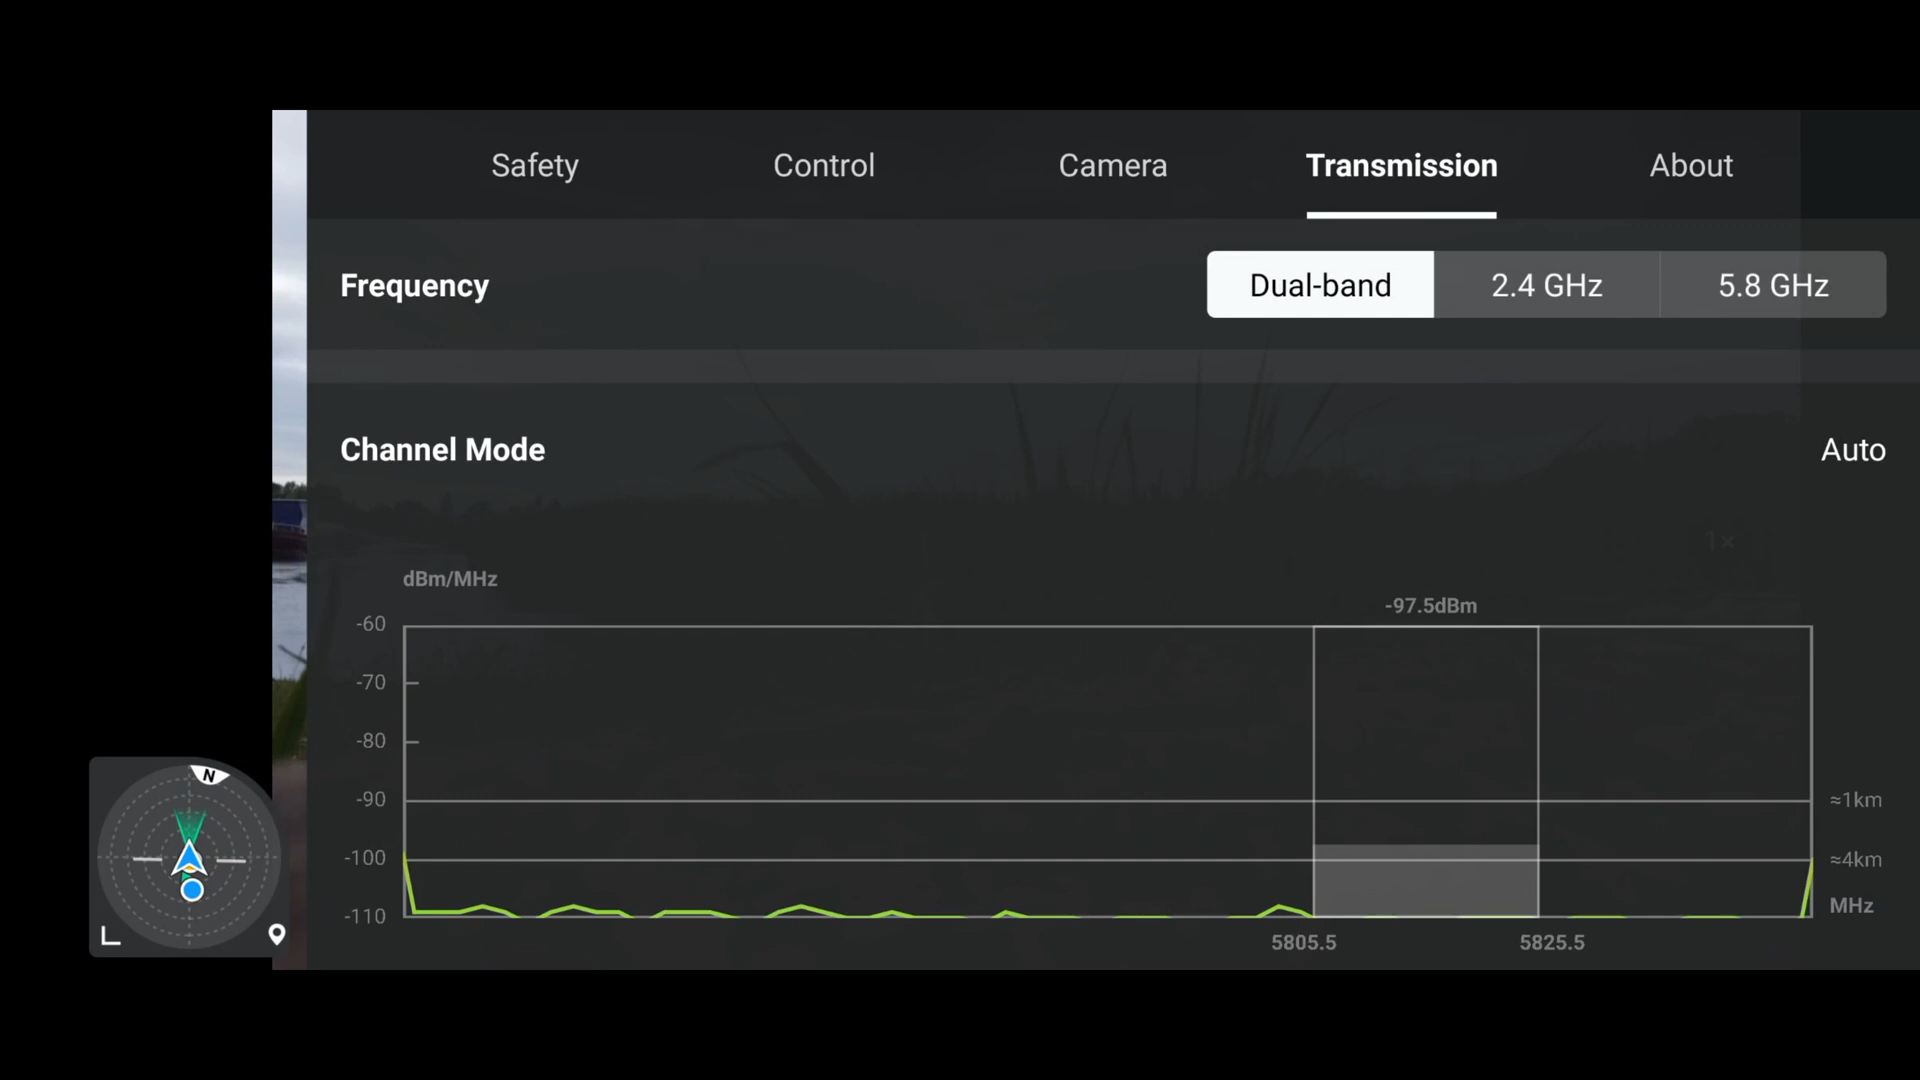 Safety Control Camera Transmission About
Frequency Dual-band 2.4 GHz 5.8 GHz
Channel Mode Auto
1×
dBm/MHz
-97.5dBm
-60
-70
-80
-90 ≈1km
-100 ≈4km
-110 MHz
5805.5 5825.5
N